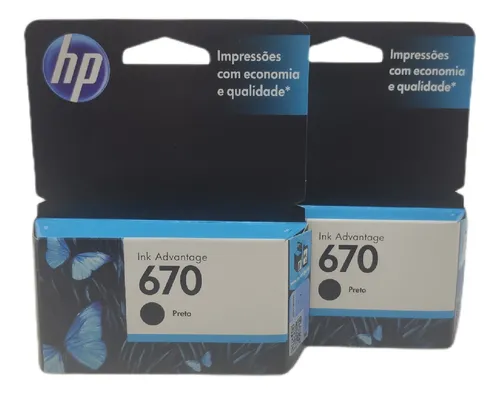 hp
Impressões
com economia
e qualidade*
Ink Advantage
670
Preto
Impressões
com economia
e qualidade*
Ink Advantage
670
Preto